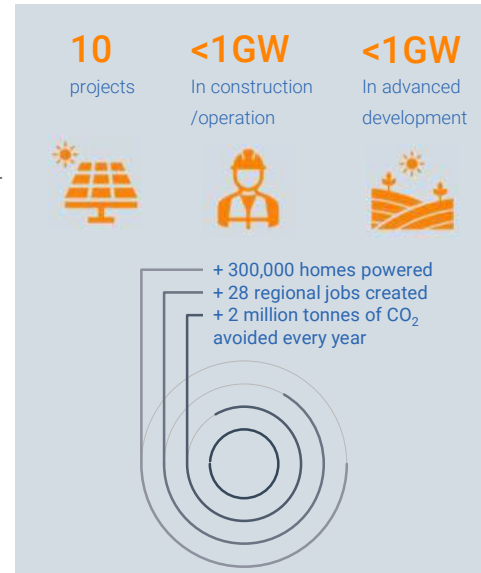 10 <1GW <1GW
projects In construction In advanced
/operation development
+ 300,000 homes powered
+ 28 regional jobs created
+ 2 million tonnes of CO₂
avoided every year